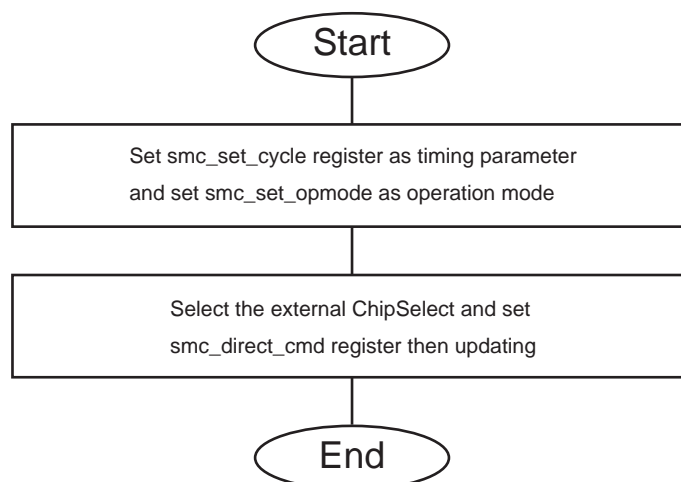 Start
Set smc_set_cycle register as timing parameter
and set smc_set_opmode as operation mode
Select the external ChipSelect and set
smc_direct_cmd register then updating
End